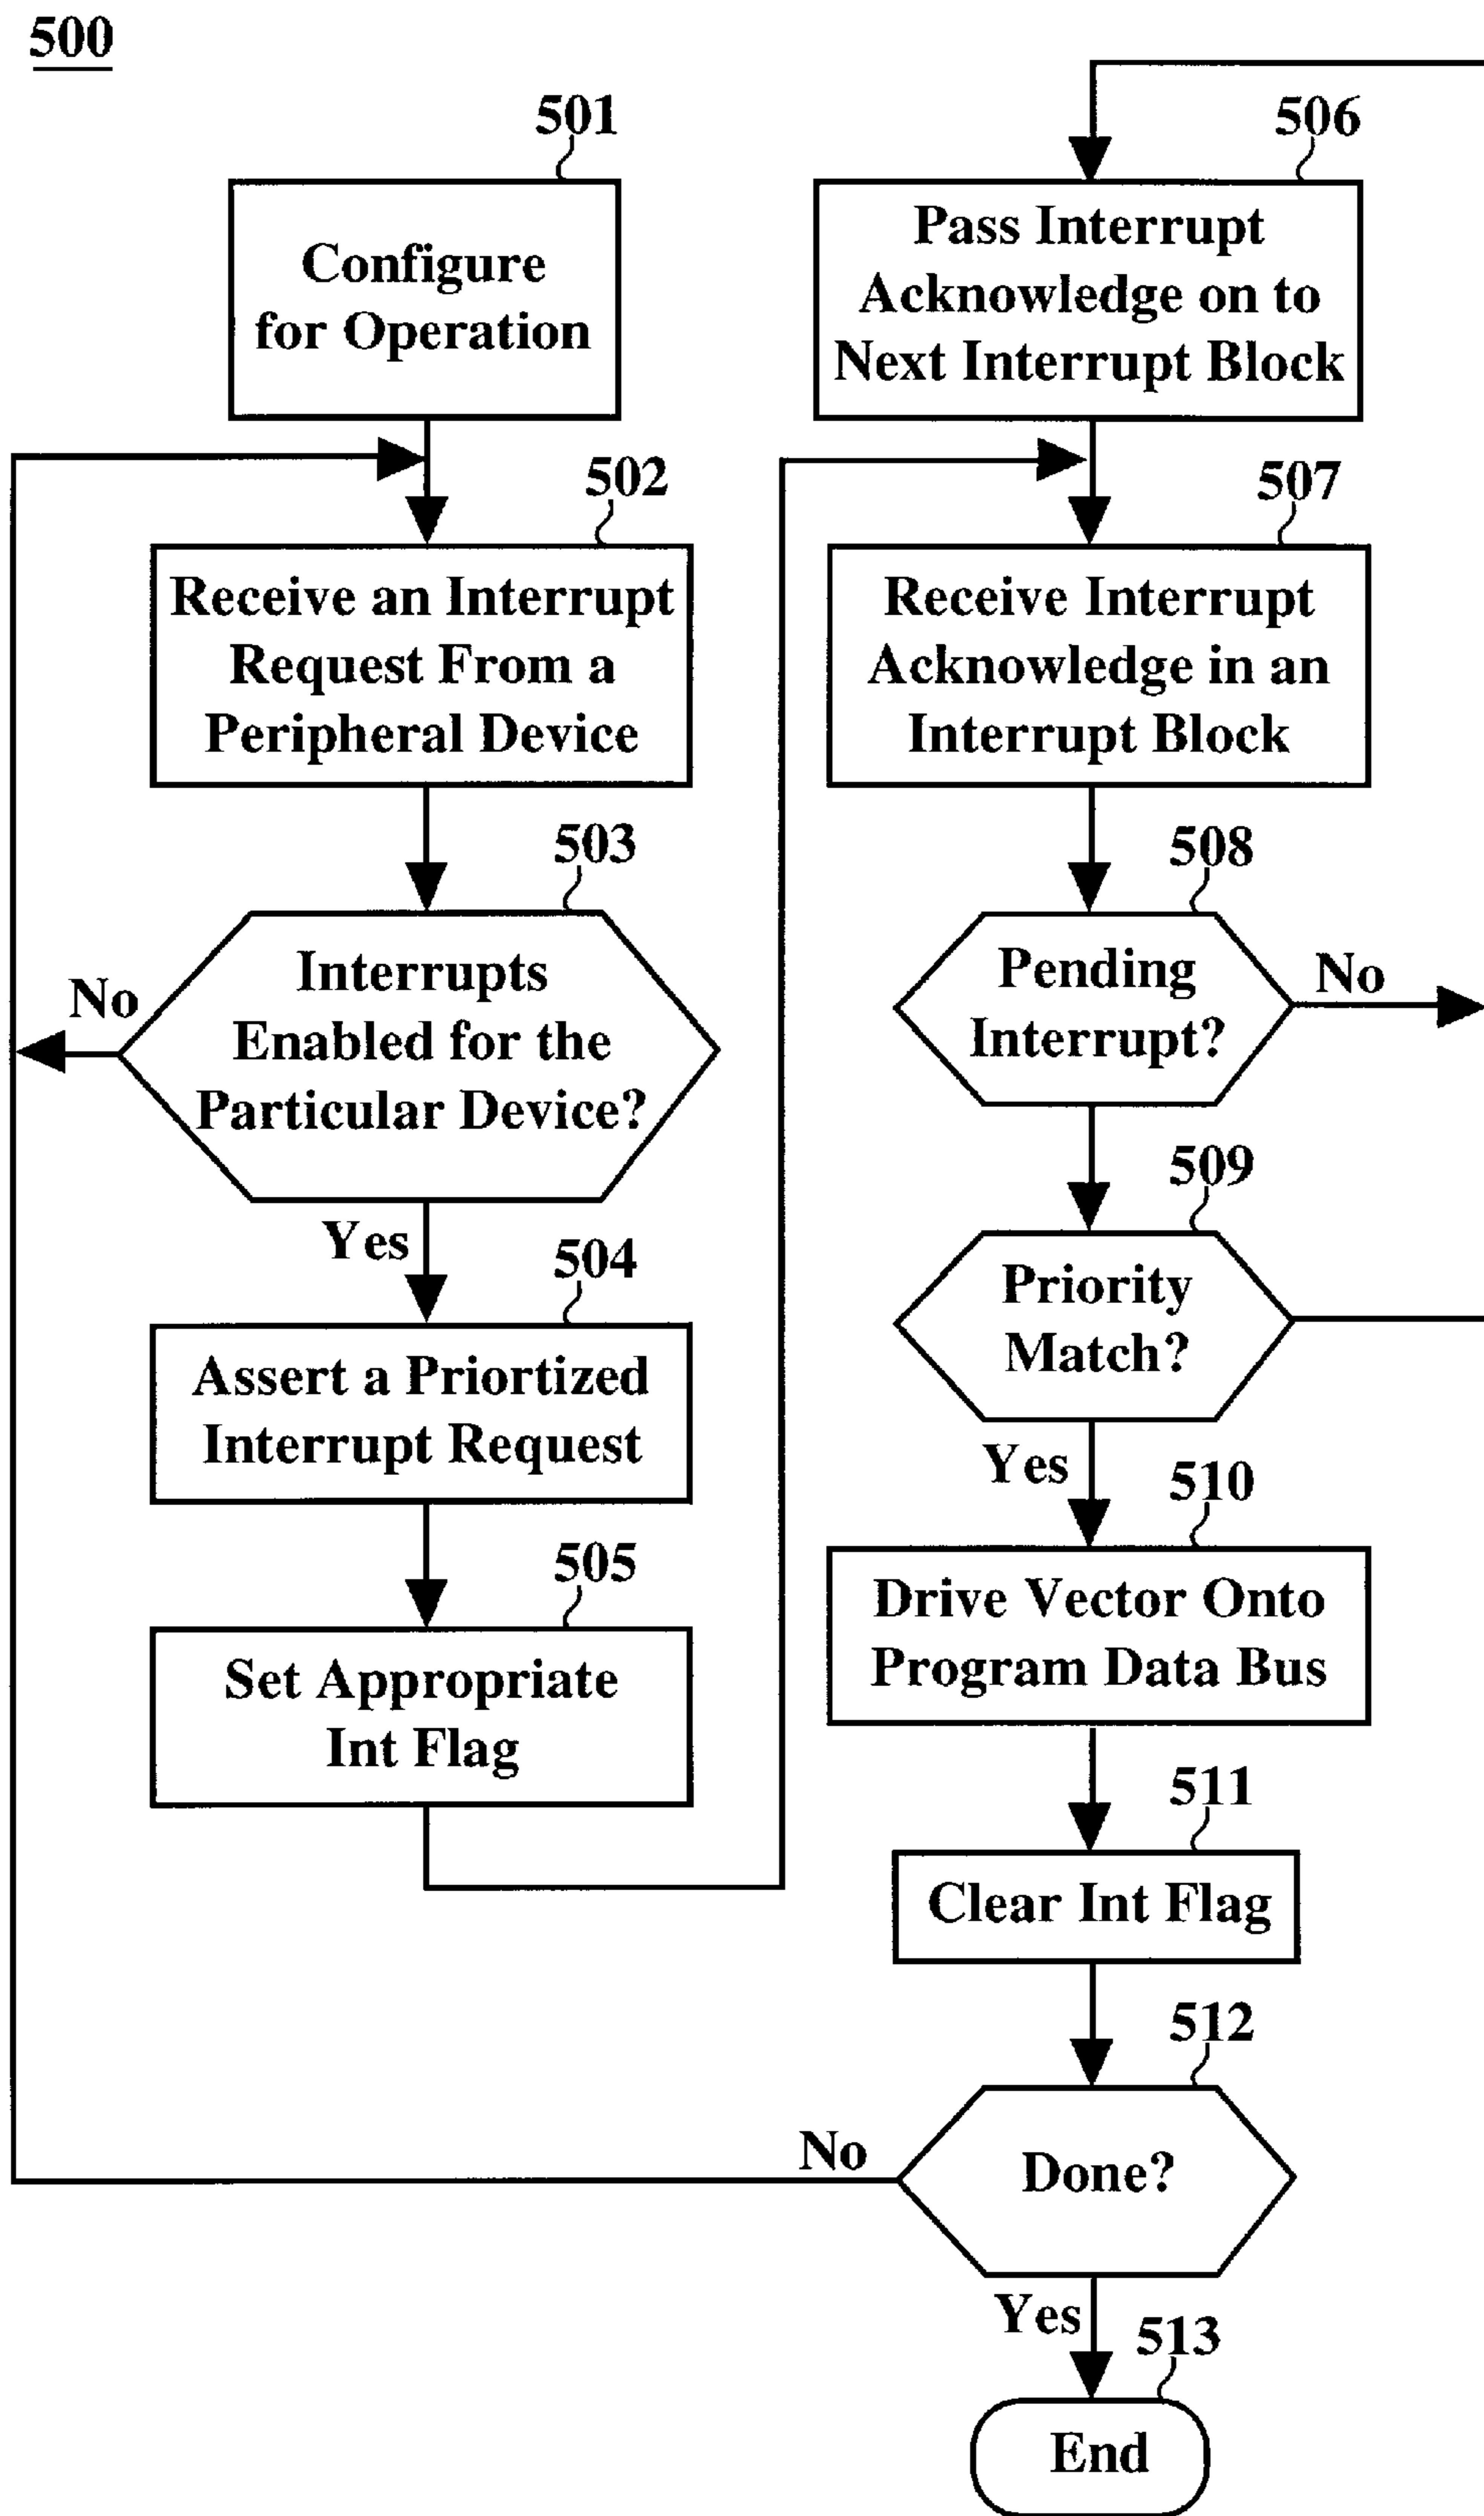 500
501
Configure
for Operation
502
Receive an Interrupt
Request From a
Peripheral Device
503
Interrupts
Enabled for the
Particular Device?
No
Yes
504
Assert a Priortized
Interrupt Request
505
Set Appropriate
Int Flag
506
Pass Interrupt
Acknowledge on to
Next Interrupt Block
507
Receive Interrupt
Acknowledge in an
Interrupt Block
508
Pending
Interrupt?
No
509
Priority
Match?
Yes
510
Drive Vector Onto
Program Data Bus
511
Clear Int Flag
512
Done?
No
Yes
513
End